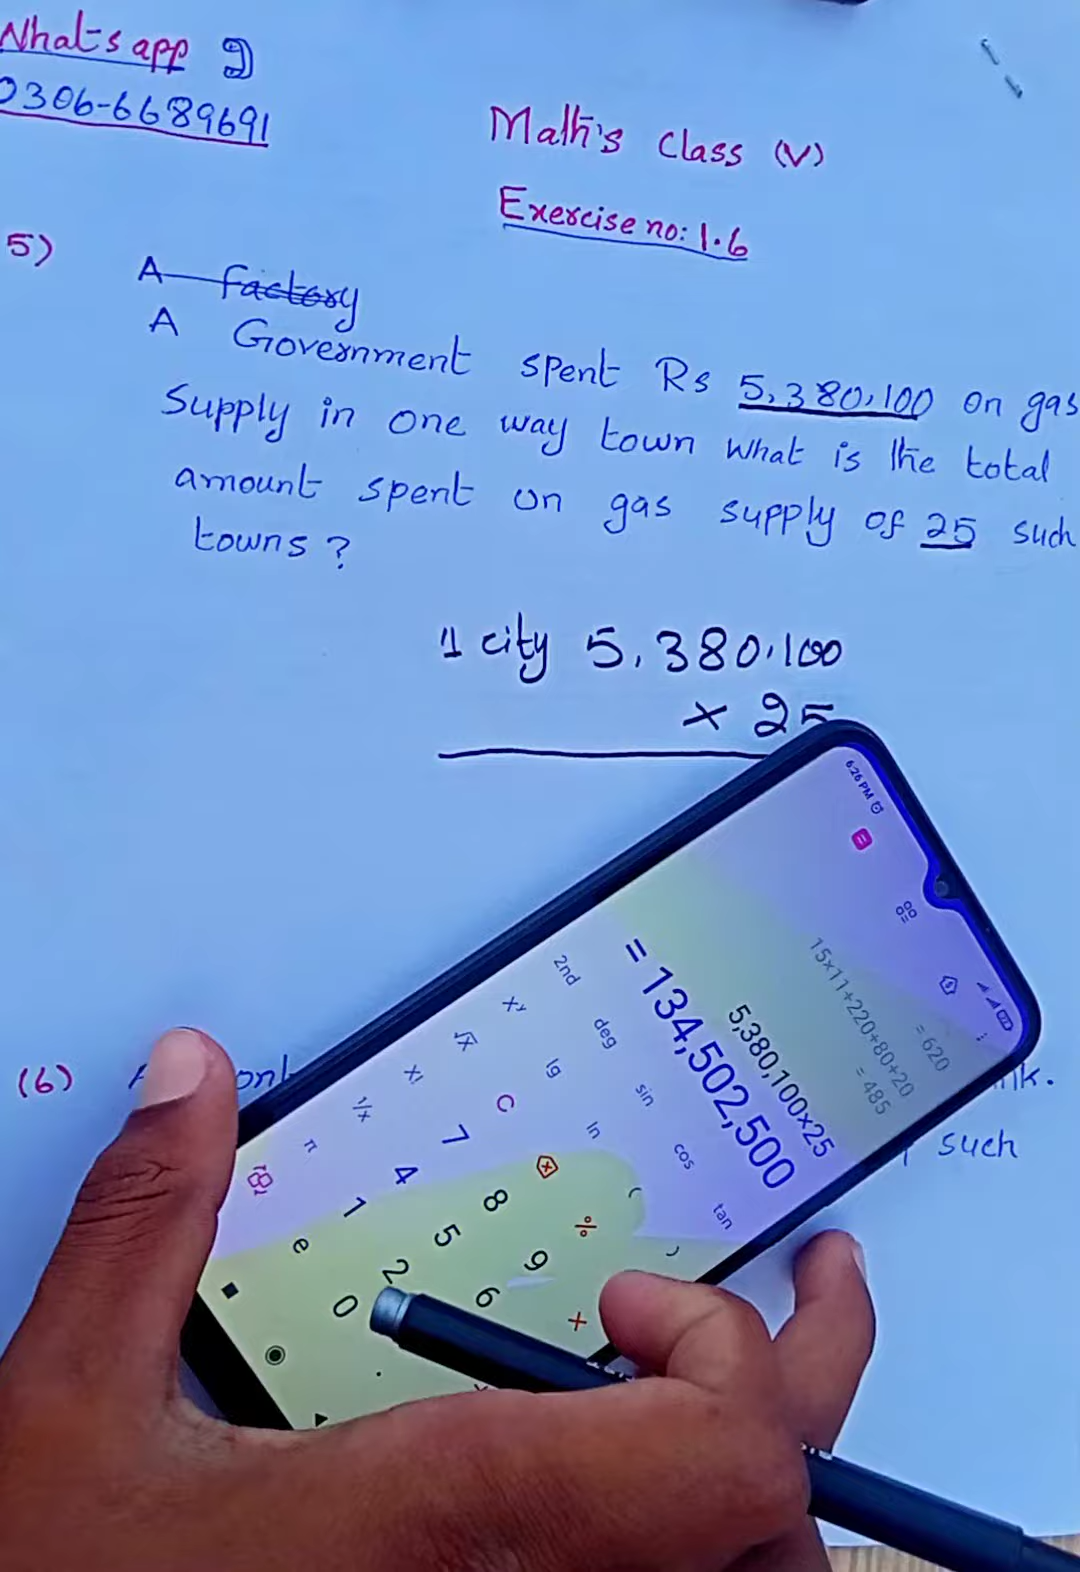 What's app
0306-6689691
Math's class (V)
Exercise no: 1.6
5)
A factory
A Government spent Rs 5,380,100 on gas
Supply in one way town what is the total
amount spent on gas supply of 25 such
towns?
1 city 5,380,100
× 25
6:26 PM
15×11+220+80+20
= 620
= 485
5,380,100×25
= 134,502,500
2nd deg sin cos tan
xʸ lg ln ( )
√x C % 
x! 7 8 9
1/x 4 5 6 +
π 1 2
e 0 .
(6)
such